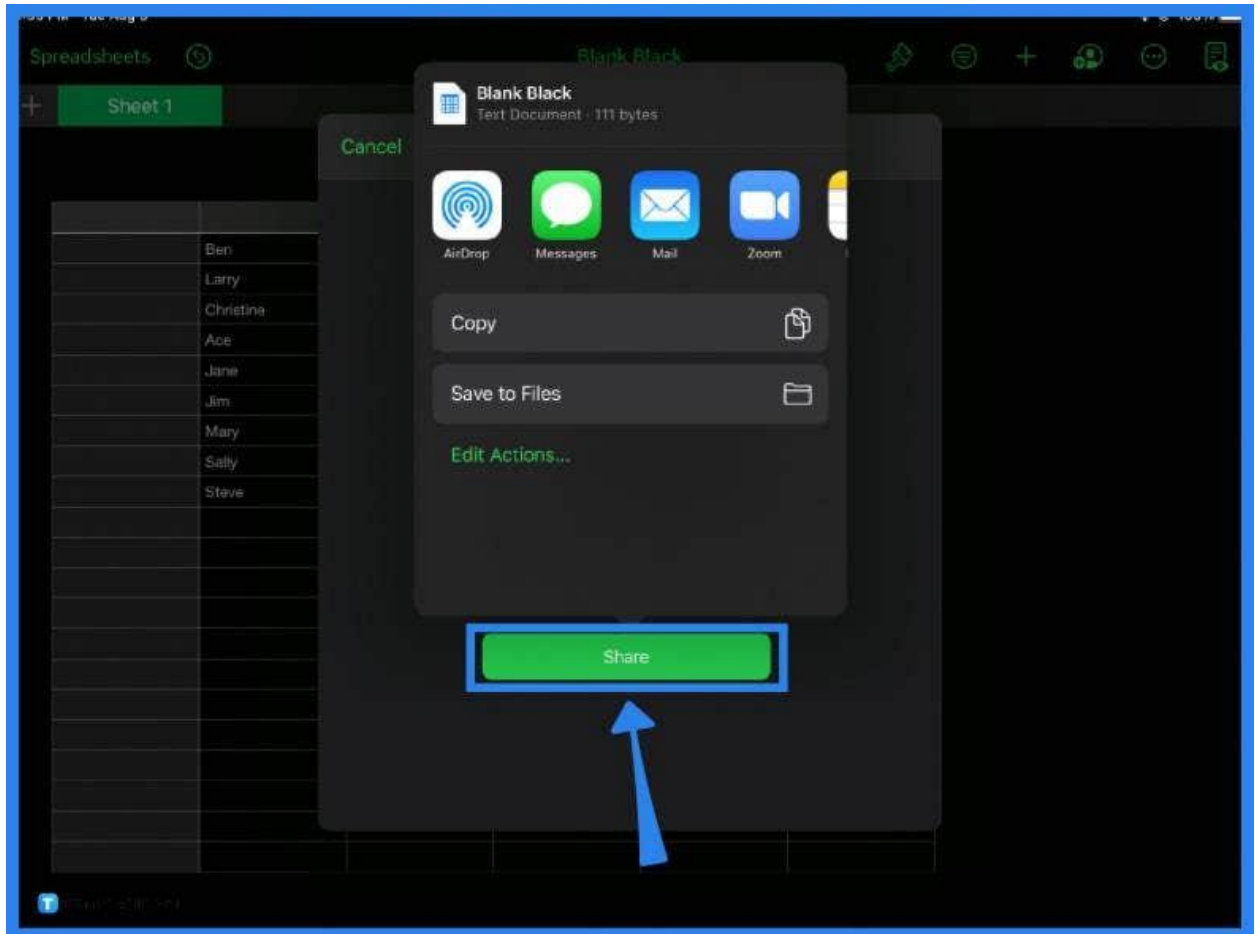 Spreadsheets
Blank Black
Sheet 1
Blank Black
Text Document · 111 bytes
Cancel
AirDrop
Messages
Mail
Zoom
Ben
Larry
Christine
Ace
Jane
Jim
Mary
Sally
Steve
Copy
Save to Files
Edit Actions...
Share
T